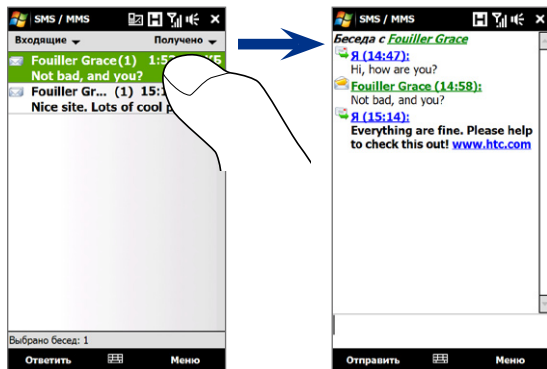 SMS / MMS
Входящие
Получено
Fouiller Grace(1) 1:5
Б
Not bad, and you?
Fouiller Gr... (1) 15:1
Nice site. Lots of cool p
Выбрано бесед: 1
Ответить
Меню
SMS / MMS
Беседа с Fouiller Grace
Я (14:47):
Hi, how are you?
Fouiller Grace (14:58):
Not bad, and you?
Я (15:14):
Everything are fine. Please help
to check this out! www.htc.com
Отправить
Меню